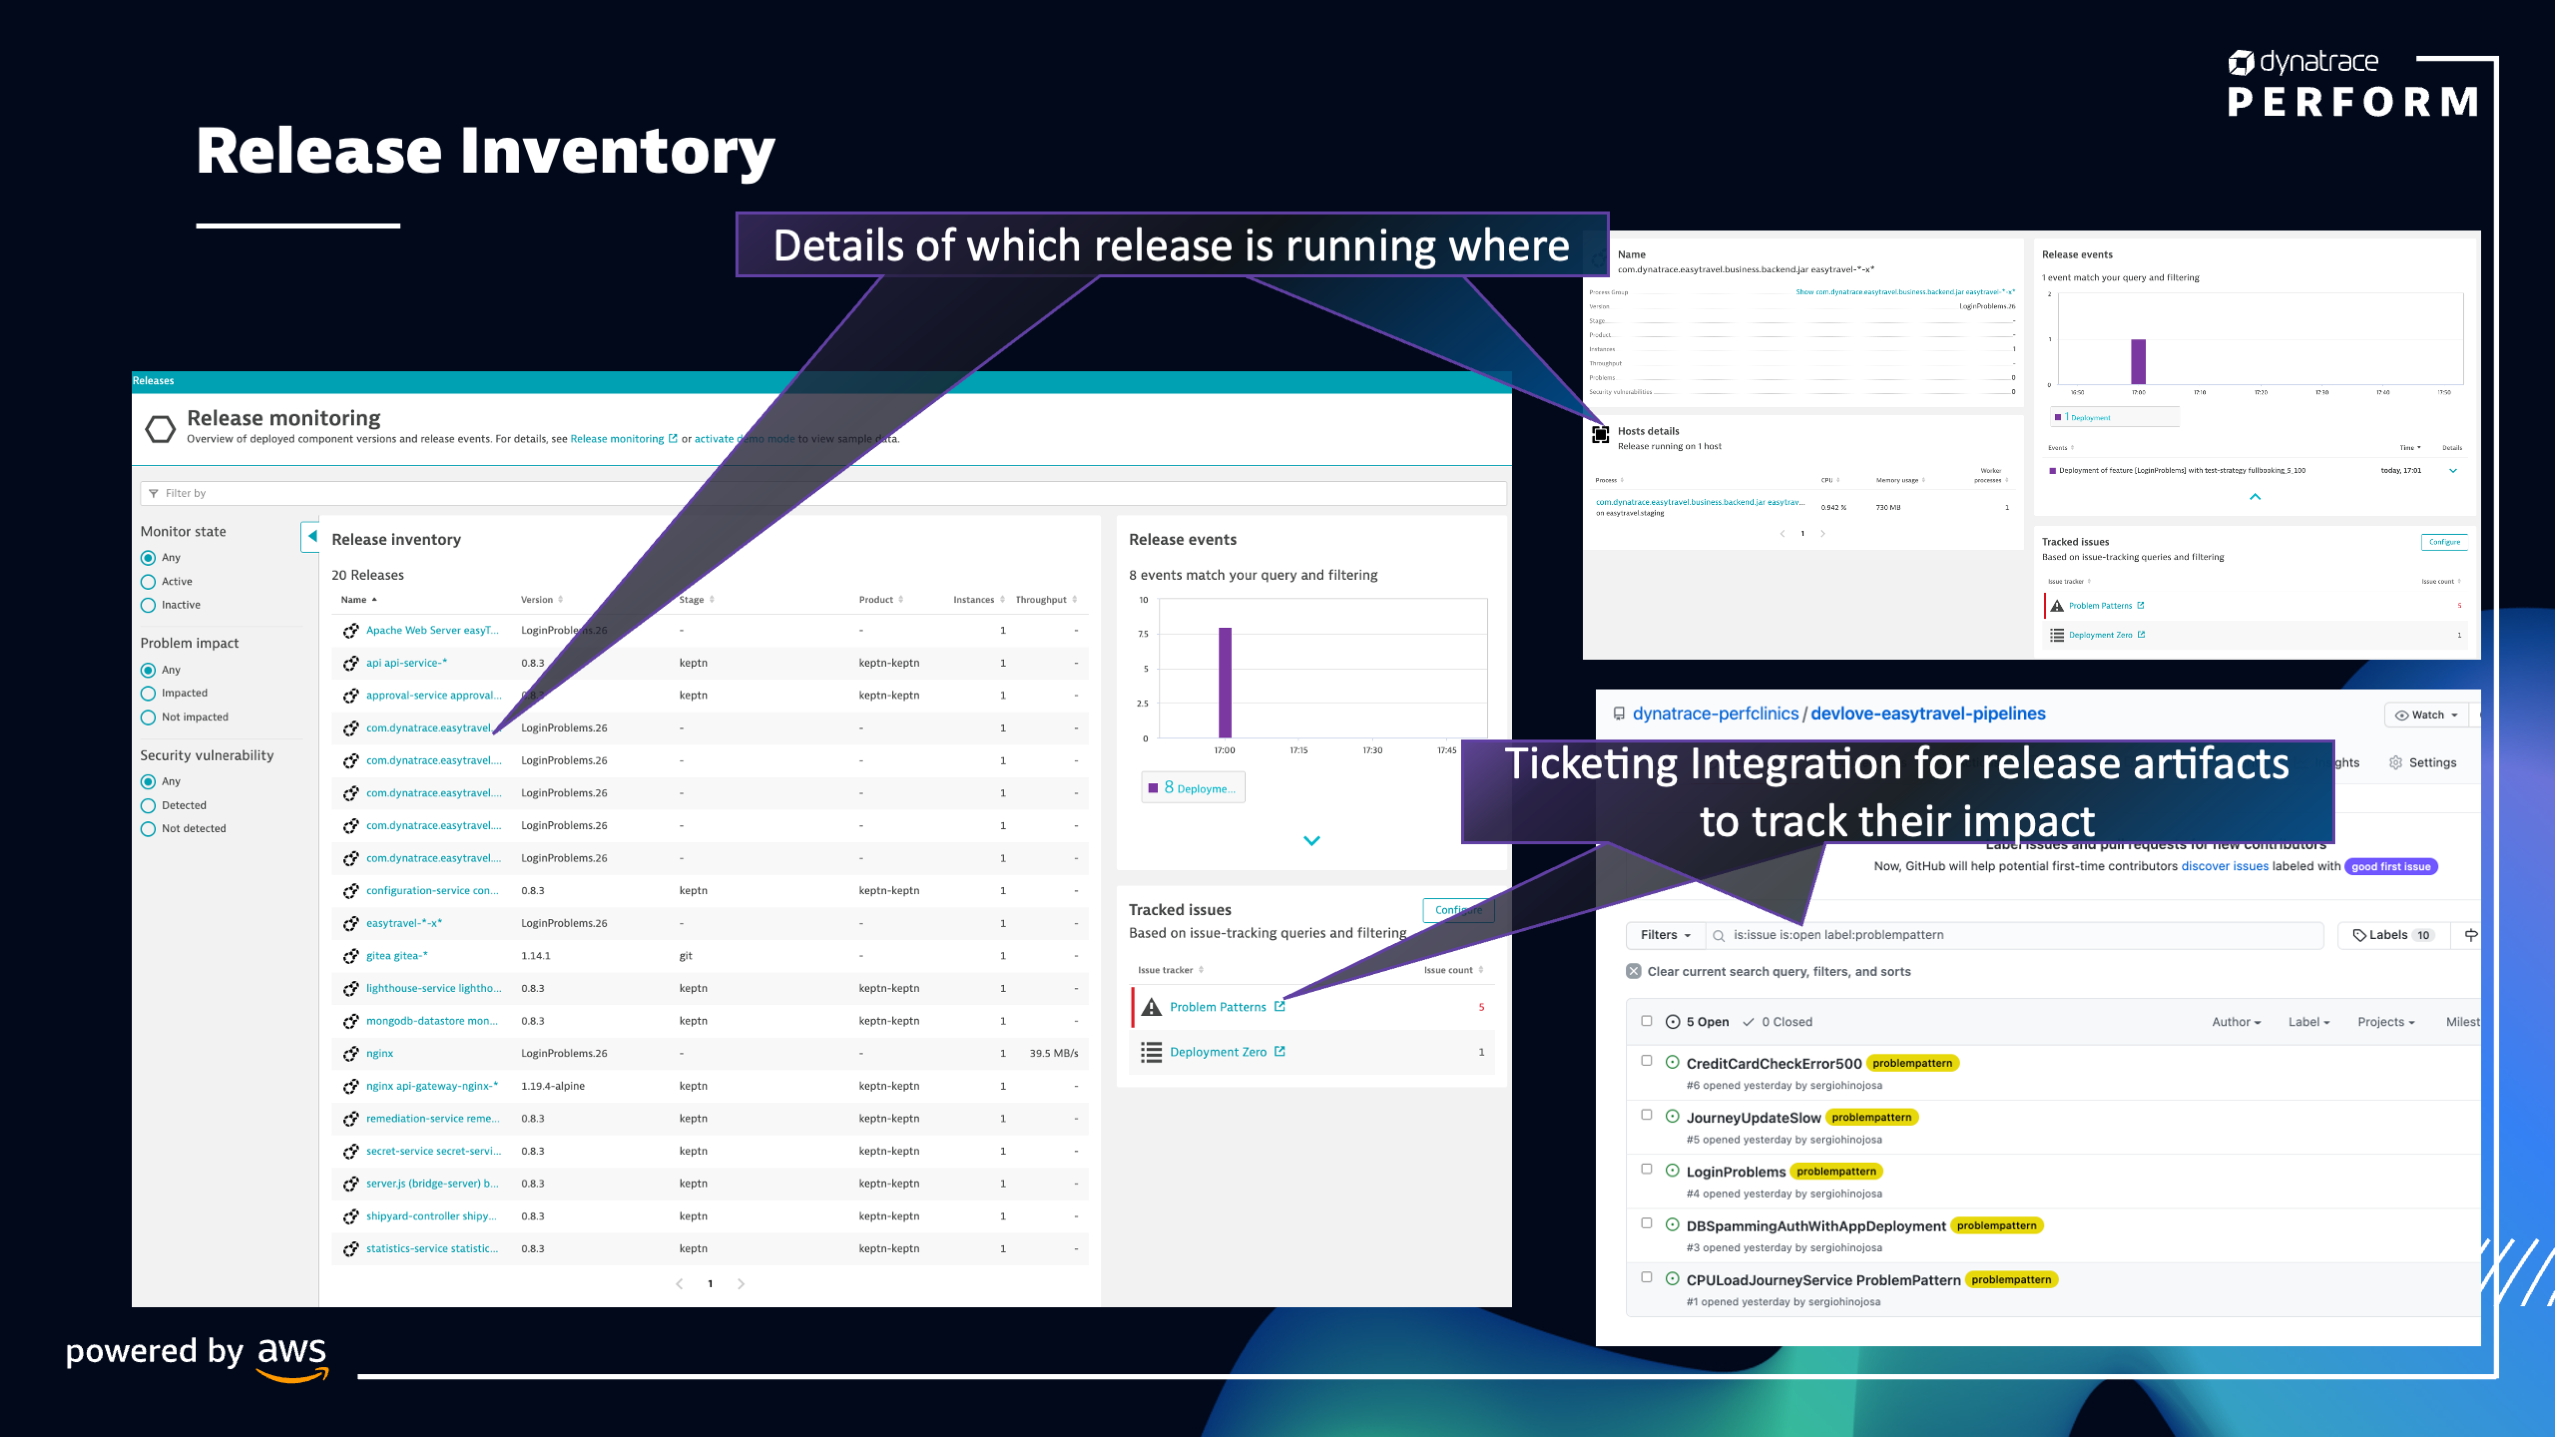 dynatrace
PERFORM
Release Inventory
Details of which release is running where
Releases
Release monitoring
Overview of deployed component versions and release events. For details, see Release monitoring or activate demo mode to view sample data.
Filter by
Monitor state
Any
Active
Inactive
Problem impact
Any
Impacted
Not impacted
Security vulnerability
Any
Detected
Not detected
Release inventory
20 Releases
Name Version Stage Product Instances Throughput
Apache Web Server easyT... LoginProblems.26 - - 1 -
api api-service-* 0.8.3 keptn keptn-keptn 1 -
approval-service approval... 0.8.3 keptn keptn-keptn 1 -
com.dynatrace.easytravel.... LoginProblems.26 - - 1 -
com.dynatrace.easytravel.... LoginProblems.26 - - 1 -
com.dynatrace.easytravel.... LoginProblems.26 - - 1 -
com.dynatrace.easytravel.... LoginProblems.26 - - 1 -
com.dynatrace.easytravel.... LoginProblems.26 - - 1 -
configuration-service con... 0.8.3 keptn keptn-keptn 1 -
easytravel-*-x* LoginProblems.26 - - 1 -
gitea gitea-* 1.14.1 git - 1 -
lighthouse-service lightho... 0.8.3 keptn keptn-keptn 1 -
mongodb-datastore mon... 0.8.3 keptn keptn-keptn 1 -
nginx LoginProblems.26 - - 1 39.5 MB/s
nginx api-gateway-nginx-* 1.19.4-alpine keptn keptn-keptn 1 -
remediation-service reme... 0.8.3 keptn keptn-keptn 1 -
secret-service secret-servi... 0.8.3 keptn keptn-keptn 1 -
server.js (bridge-server) b... 0.8.3 keptn keptn-keptn 1 -
shipyard-controller shipy... 0.8.3 keptn keptn-keptn 1 -
statistics-service statistic... 0.8.3 keptn keptn-keptn 1 -
1
Release events
8 events match your query and filtering
10
7.5
5
2.5
0
17:00 17:15 17:30 17:45
8 Deployme...
Tracked issues
Configure
Based on issue-tracking queries and filtering
Issue tracker Issue count
Problem Patterns 5
Deployment Zero 1
Name
com.dynatrace.easytravel.business.backend.jar easytravel-*-x*
Process Group Show com.dynatrace.easytravel.business.backend.jar easytravel-*-x*
Version LoginProblems.26
Stage -
Product -
Instances 1
Throughput -
Problems 0
Security vulnerabilities 0
Hosts details
Release running on 1 host
Process CPU Memory usage Worker processes
com.dynatrace.easytravel.business.backend.jar easytrav... 0.942 % 730 MB 1
on easytravel.staging
1
Release events
1 event match your query and filtering
2
1
0
16:50 17:00 17:10 17:20 17:30 17:40 17:50
1 Deployment
Events Time Details
Deployment of feature [LoginProblems] with test-strategy fullbooking_5_100 today, 17:01
Tracked issues
Configure
Based on issue-tracking queries and filtering
Issue tracker Issue count
Problem Patterns 5
Deployment Zero 1
dynatrace-perfclinics / devlove-easytravel-pipelines
Watch
Ticketing Integration for release artifacts
to track their impact
ghts Settings
Label issues and pull requests for new contributors
Now, GitHub will help potential first-time contributors discover issues labeled with good first issue
Filters is:issue is:open label:problempattern Labels 10
Clear current search query, filters, and sorts
5 Open 0 Closed Author Label Projects Milest
CreditCardCheckError500 problempattern
#6 opened yesterday by sergiohinojosa
JourneyUpdateSlow problempattern
#5 opened yesterday by sergiohinojosa
LoginProblems problempattern
#4 opened yesterday by sergiohinojosa
DBSpammingAuthWithAppDeployment problempattern
#3 opened yesterday by sergiohinojosa
CPULoadJourneyService ProblemPattern problempattern
#1 opened yesterday by sergiohinojosa
powered by aws